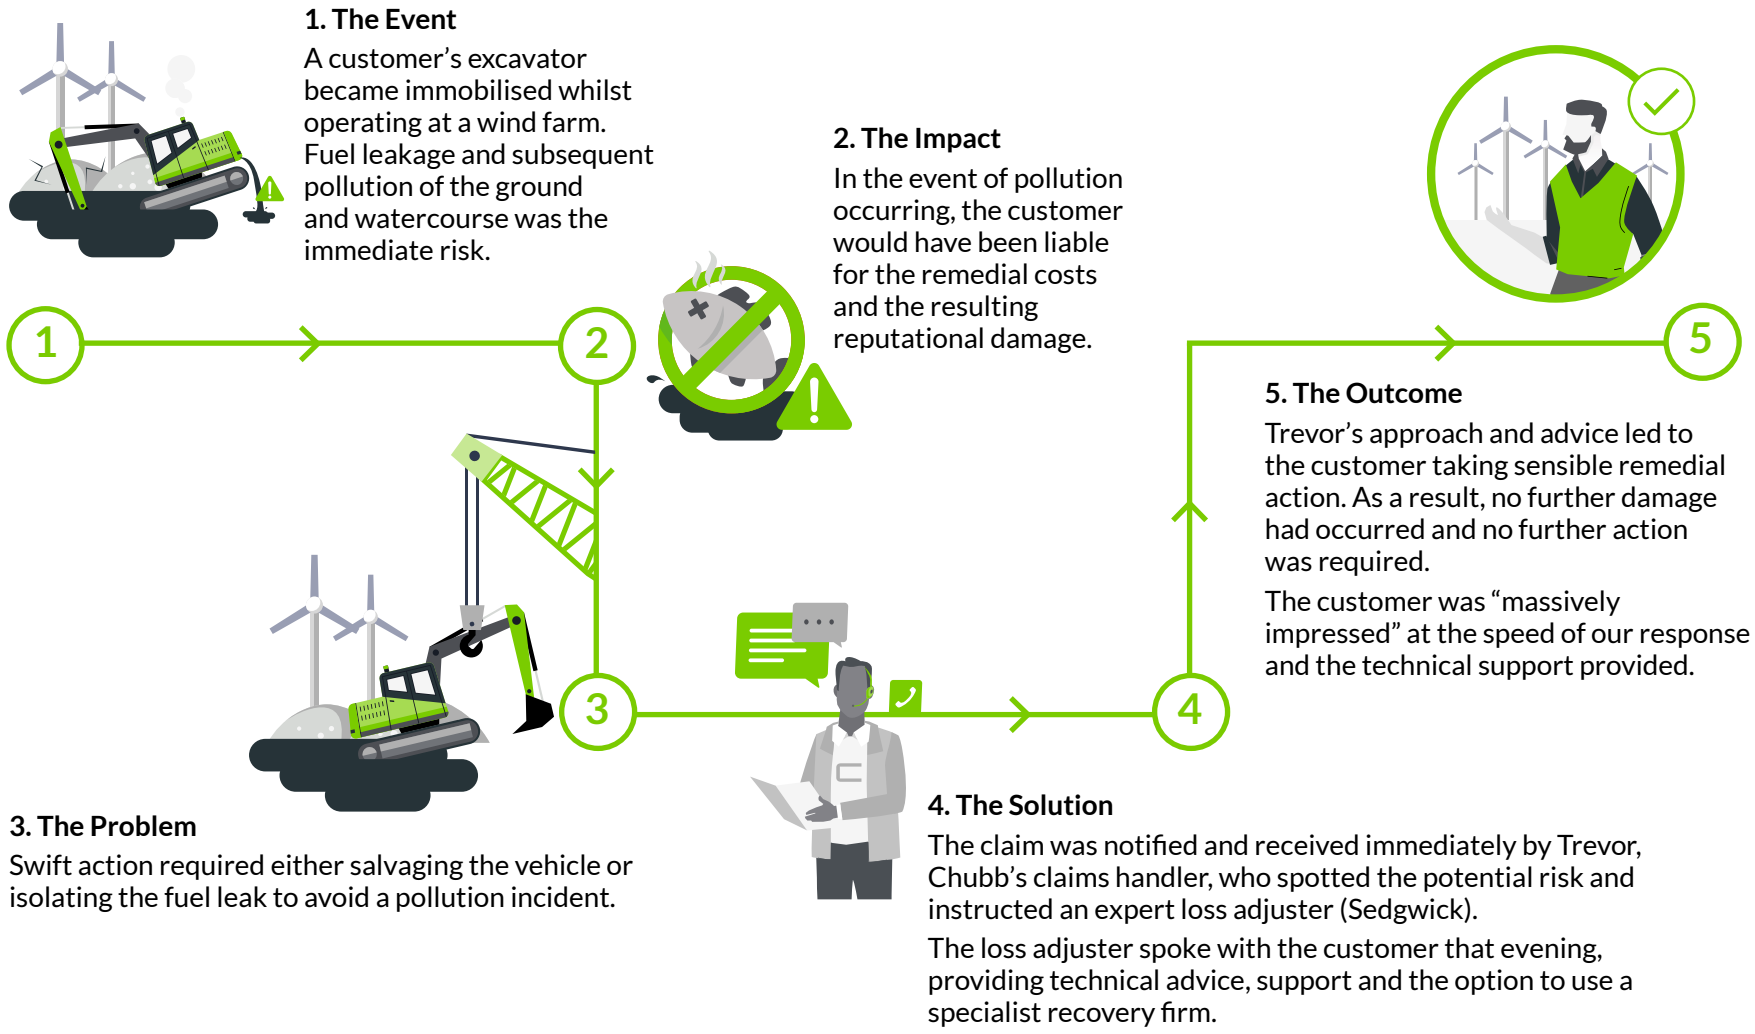 1. The Event
A customer’s excavator
became immobilised whilst
operating at a wind farm.
Fuel leakage and subsequent
pollution of the ground
and watercourse was the
immediate risk.
2. The Impact
In the event of pollution
occurring, the customer
would have been liable
for the remedial costs
and the resulting
reputational damage.
1
2
5
5. The Outcome
Trevor’s approach and advice led to
the customer taking sensible remedial
action. As a result, no further damage
had occurred and no further action
was required.
The customer was “massively
impressed” at the speed of our response
and the technical support provided.
3
4
3. The Problem
Swift action required either salvaging the vehicle or
isolating the fuel leak to avoid a pollution incident.
4. The Solution
The claim was notified and received immediately by Trevor,
Chubb’s claims handler, who spotted the potential risk and
instructed an expert loss adjuster (Sedgwick).
The loss adjuster spoke with the customer that evening,
providing technical advice, support and the option to use a
specialist recovery firm.